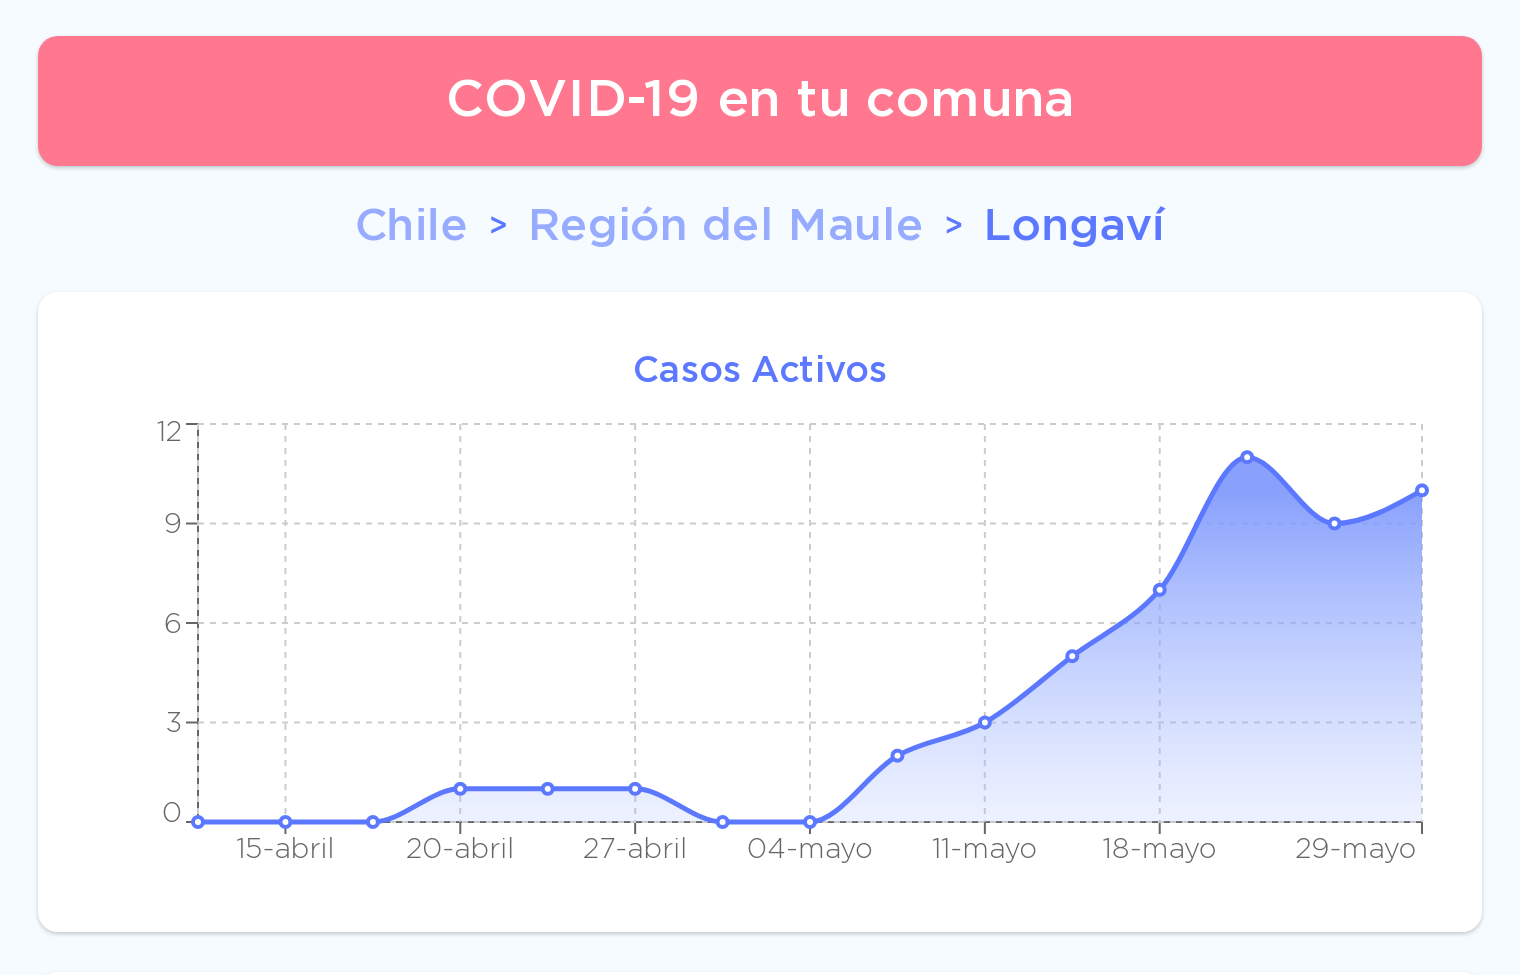 COVID-19 en tu comuna
Chile > Región del Maule > Longaví
Casos Activos
12
9
6
3
0
15-abril 20-abril 27-abril 04-mayo 11-mayo 18-mayo 29-mayo